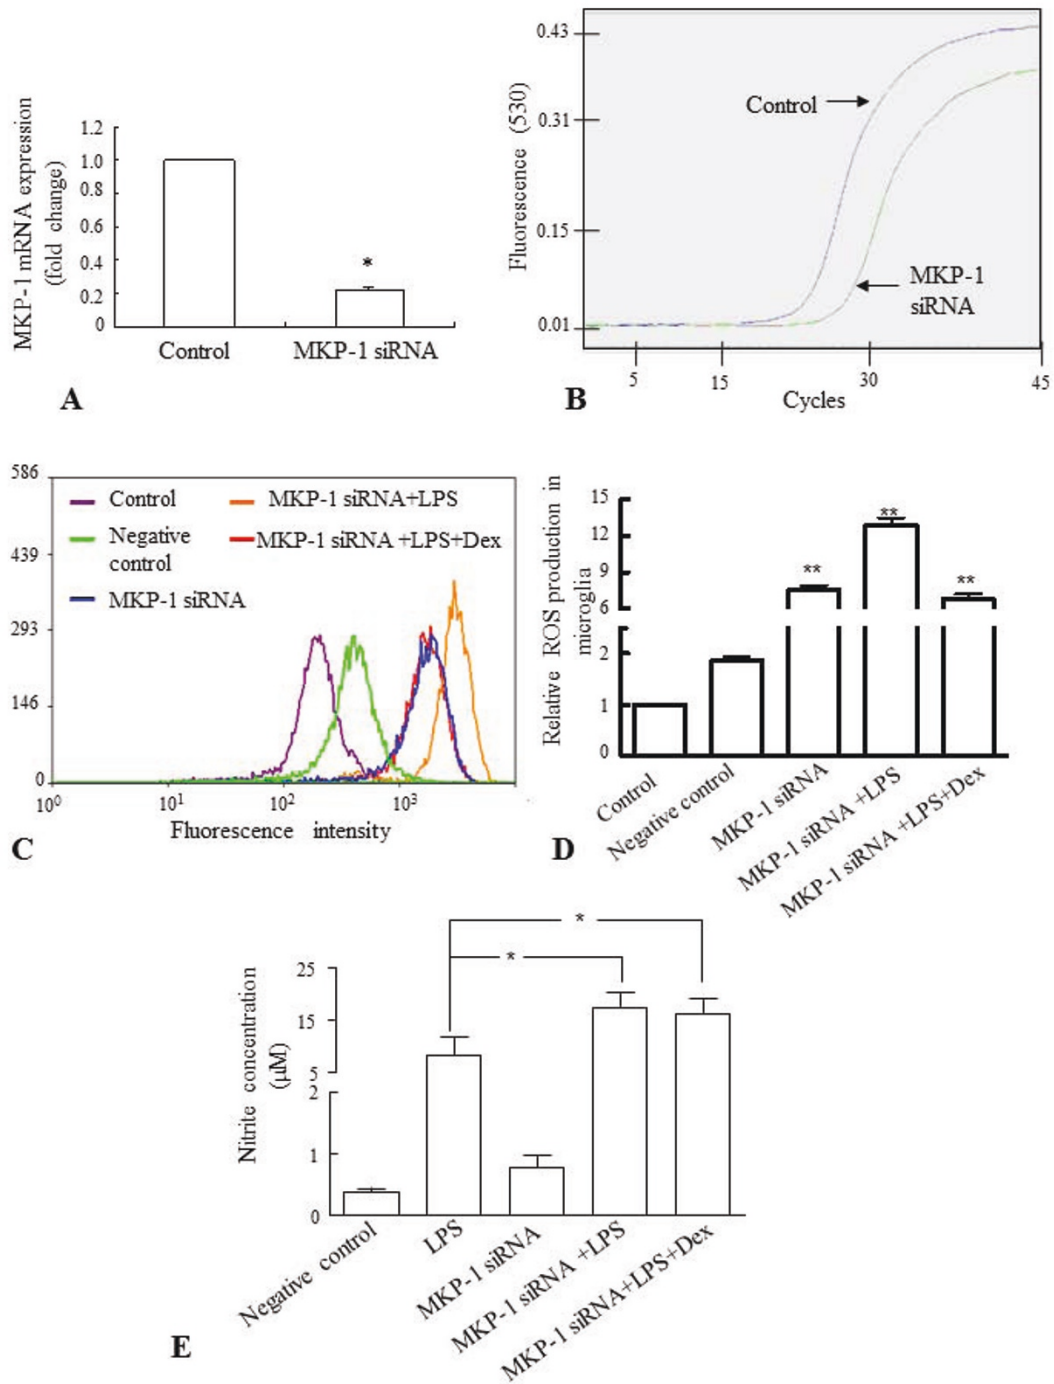 MKP-1 mRNA expression
(fold change)
1.2
1.0
0.8
0.6
0.4
0.2
0
*
Control
MKP-1 siRNA
A
Fluorescence (530)
0.43
0.31
0.15
0.01
Control
MKP-1
siRNA
5
15
30
45
Cycles
B
586
439
293
146
0
Control
Negative
control
MKP-1 siRNA
MKP-1 siRNA+LPS
MKP-1 siRNA +LPS+Dex
10⁰
10¹
10²
10³
Fluorescence intensity
C
Relative ROS production in
microglia
15
12
9
6
2
1
0
**
**
**
Control
Negative control
MKP-1 siRNA
MKP-1 siRNA +LPS
MKP-1 siRNA +LPS+Dex
D
Nitrite concentration
(μM)
25
15
5
2
1
0
*
*
Negative control
LPS
MKP-1 siRNA
MKP-1 siRNA +LPS
MKP-1 siRNA+LPS+Dex
E